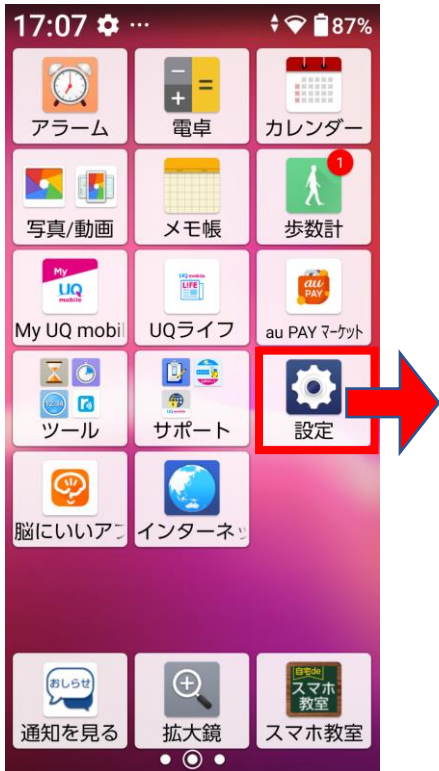 17:07 … 87%
アラーム 電卓 カレンダー
1
写真/動画 メモ帳 歩数計
My
UQ
mobile
UQ mobile
LIFE
au
PAY
My UQ mobil UQライフ au PAY マーケット
12:34
ツール サポート 設定
脳にいいアプ インターネッ
おしらせ
自宅de
スマホ
教室
通知を見る 拡大鏡 スマホ教室